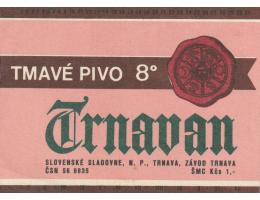 TMAVÉ PIVO 8°
Trnavan
SLOVENSKÉ SLADOVNE, N. P., TRNAVA, ZÁVOD TRNAVA
ČSN 56 6635 ŠMC Kčs 1,-